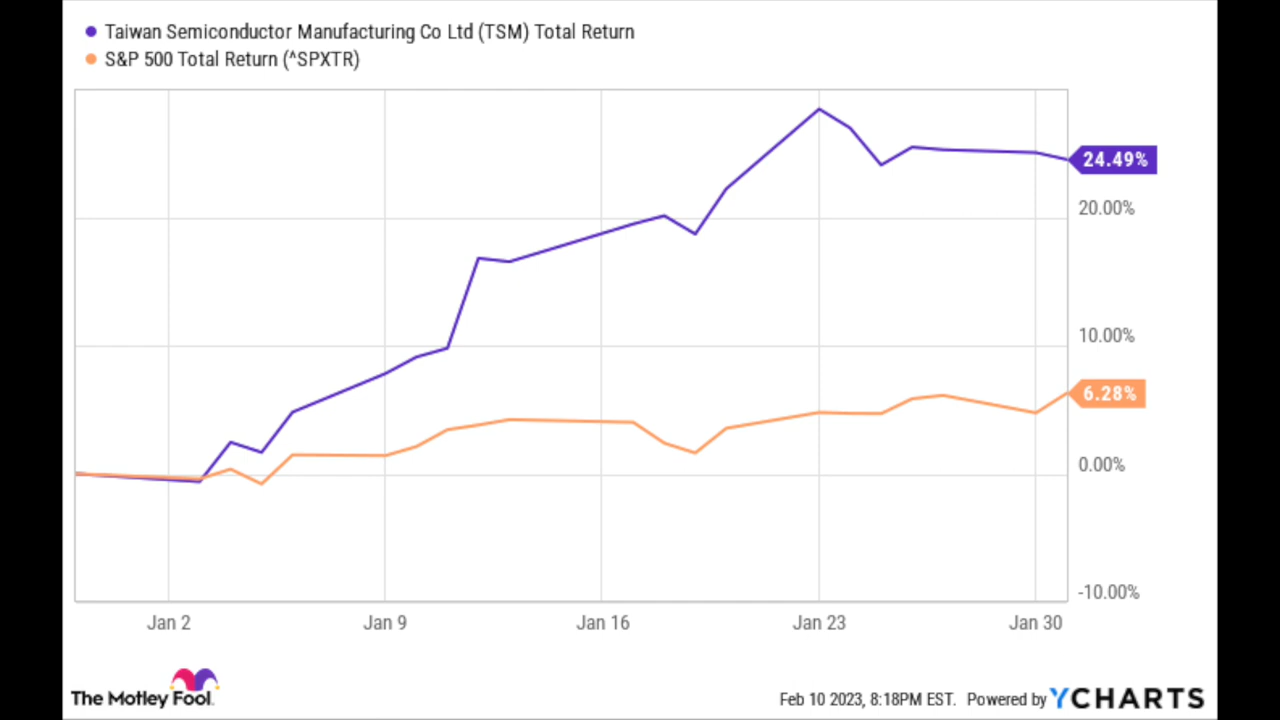 Taiwan Semiconductor Manufacturing Co Ltd (TSM) Total Return
S&P 500 Total Return (^SPXTR)
24.49%
20.00%
10.00%
6.28%
0.00%
-10.00%
Jan 2 Jan 9 Jan 16 Jan 23 Jan 30
The Motley Fool.
Feb 10 2023, 8:18PM EST. Powered by YCHARTS